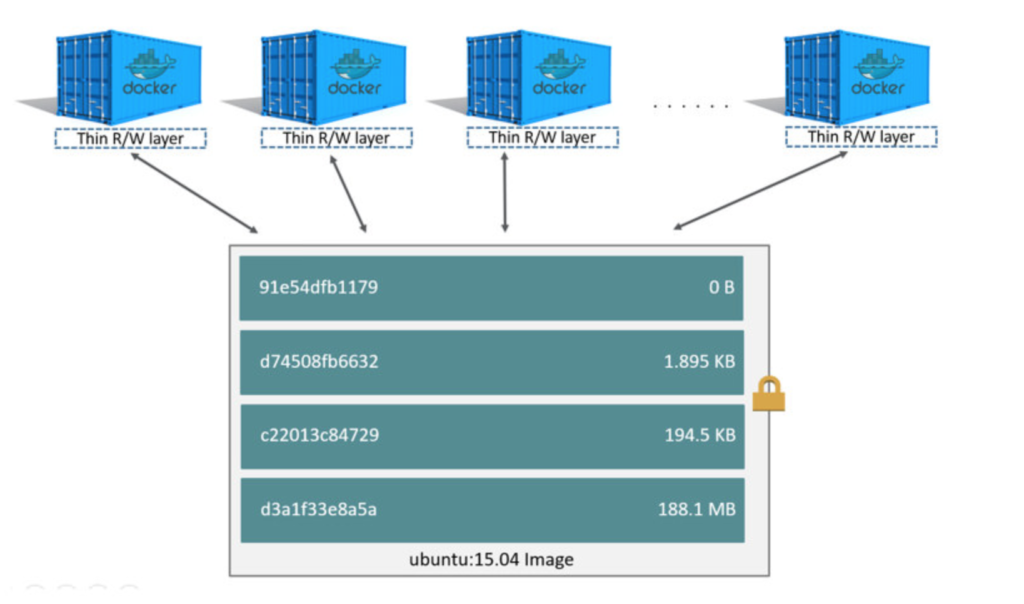 docker
docker
docker
docker
. . . . . . .
Thin R/W layer
Thin R/W layer
Thin R/W layer
Thin R/W layer
91e54dfb1179 0 B
d74508fb6632 1.895 KB
c22013c84729 194.5 KB
d3a1f33e8a5a 188.1 MB
ubuntu:15.04 Image